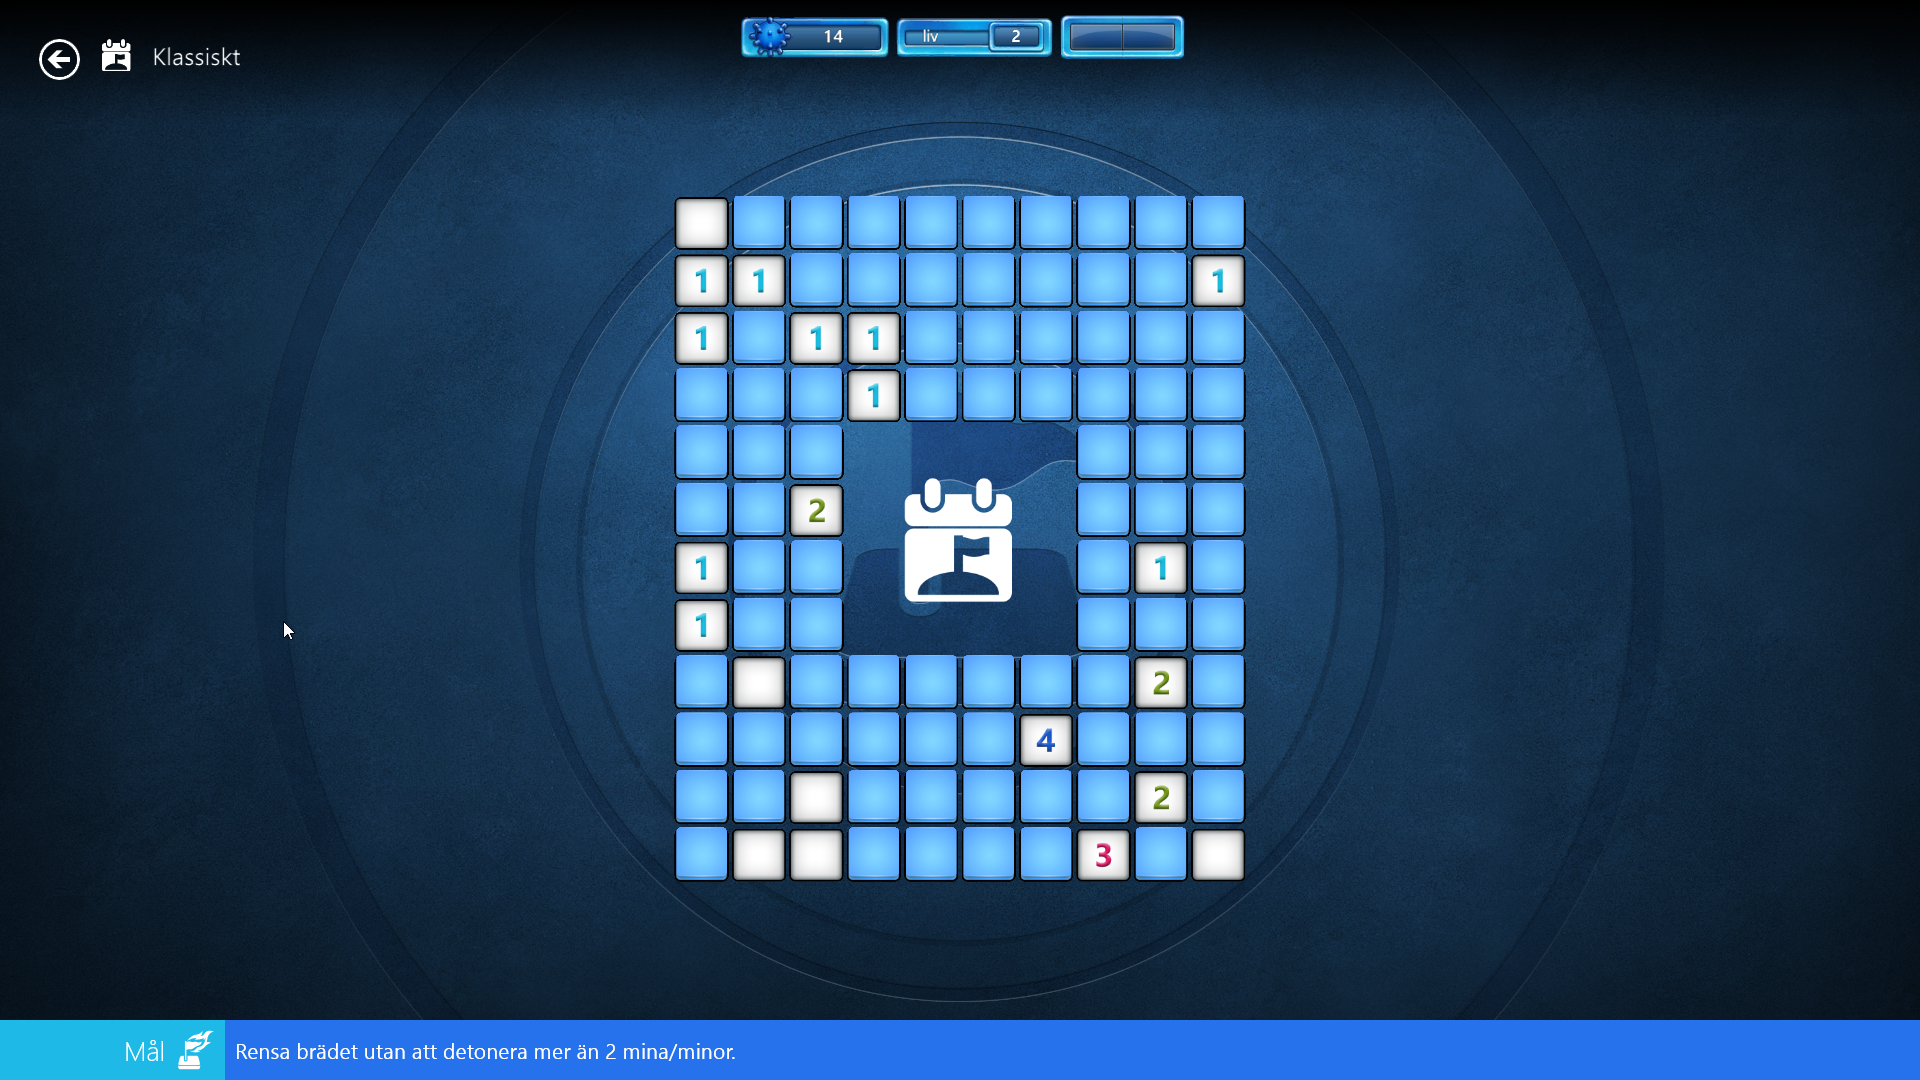 Klassiskt
14
liv 2
1 1 1
1 1 1
1
2
1 1
1
2
4
2
3
Mål
Rensa brädet utan att detonera mer än 2 mina/minor.